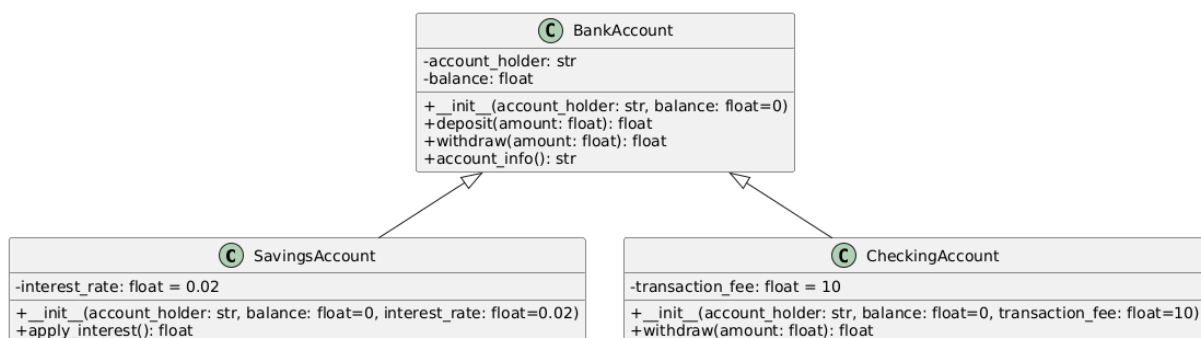 C BankAccount
-account_holder: str
-balance: float
+__init__(account_holder: str, balance: float=0)
+deposit(amount: float): float
+withdraw(amount: float): float
+account_info(): str
C SavingsAccount
-interest_rate: float = 0.02
+__init__(account_holder: str, balance: float=0, interest_rate: float=0.02)
+apply_interest(): float
C CheckingAccount
-transaction_fee: float = 10
+__init__(account_holder: str, balance: float=0, transaction_fee: float=10)
+withdraw(amount: float): float